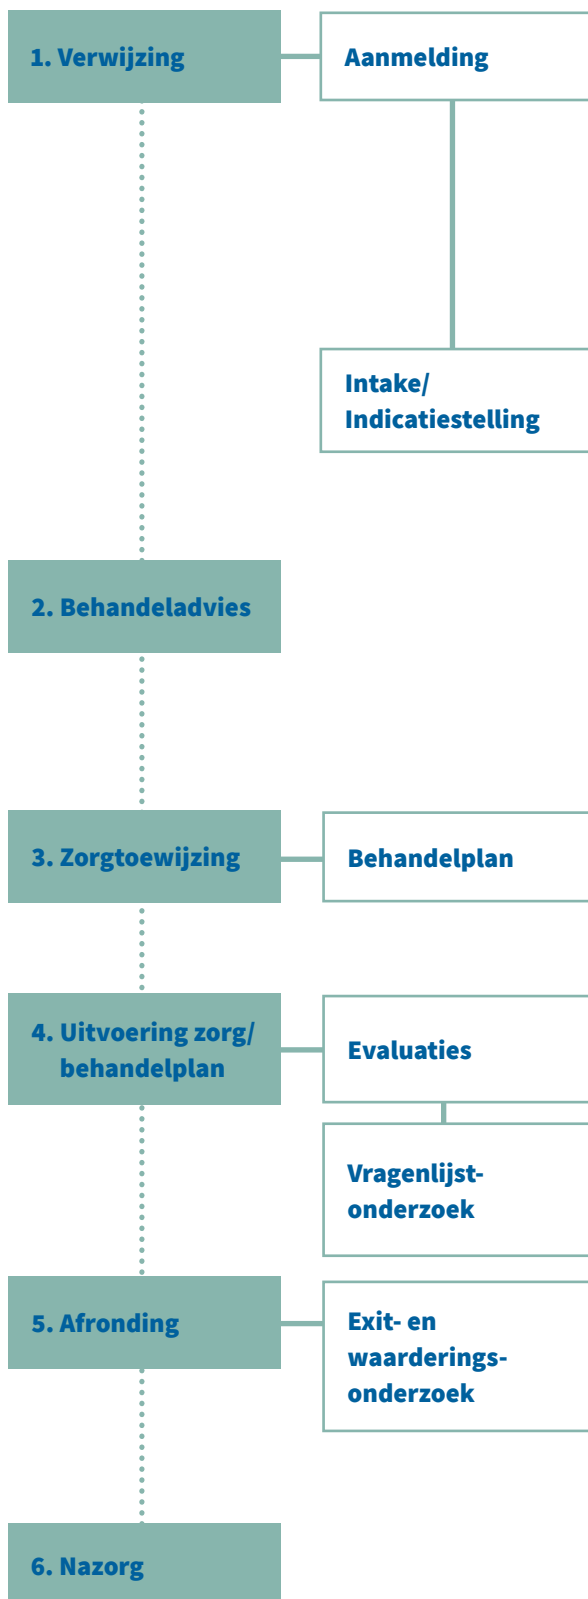 1. Verwijzing
Aanmelding
Intake/
Indicatiestelling
2. Behandeladvies
3. Zorgtoewijzing
Behandelplan
4. Uitvoering zorg/
behandelplan
Evaluaties
Vragenlijst-
onderzoek
5. Afronding
Exit- en
waarderings-
onderzoek
6. Nazorg